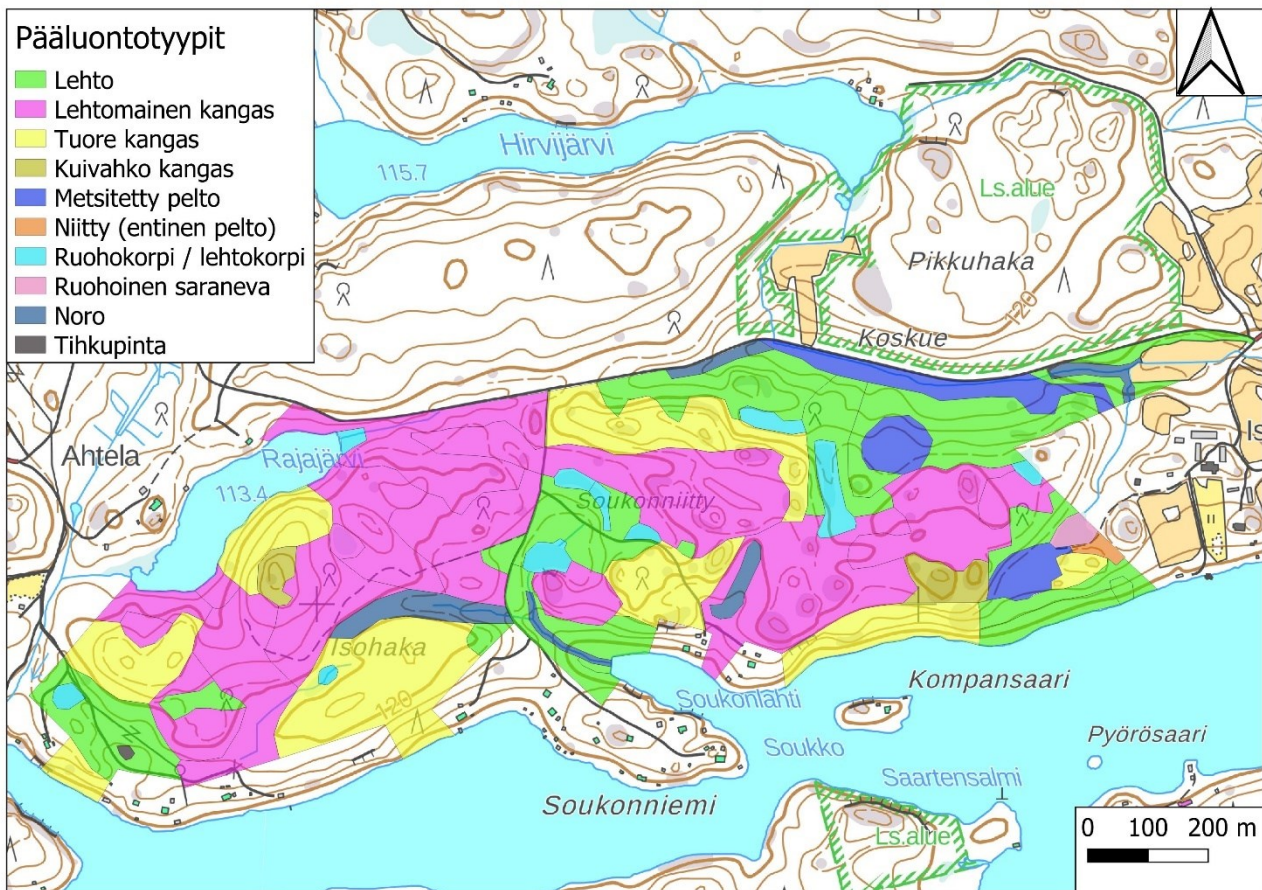 Pääluontotyypit
Lehto
Lehtomainen kangas
Tuore kangas
Kuivahko kangas
Metsitetty pelto
Niitty (entinen pelto)
Ruohokorpi / lehtokorpi
Ruohoinen saraneva
Noro
Tihkupinta
Hirvijärvi
115.7
Ls.alue
Pikkuhaka
120
Koskue
Ahtela
Rajajärvi
113.4
Soukonniitty
Is
Isohaka
120
Soukonlahti
Kompansaari
Soukko
Pyörösaari
Saartensalmi
Soukonniemi
Ls.alue
0 100 200 m